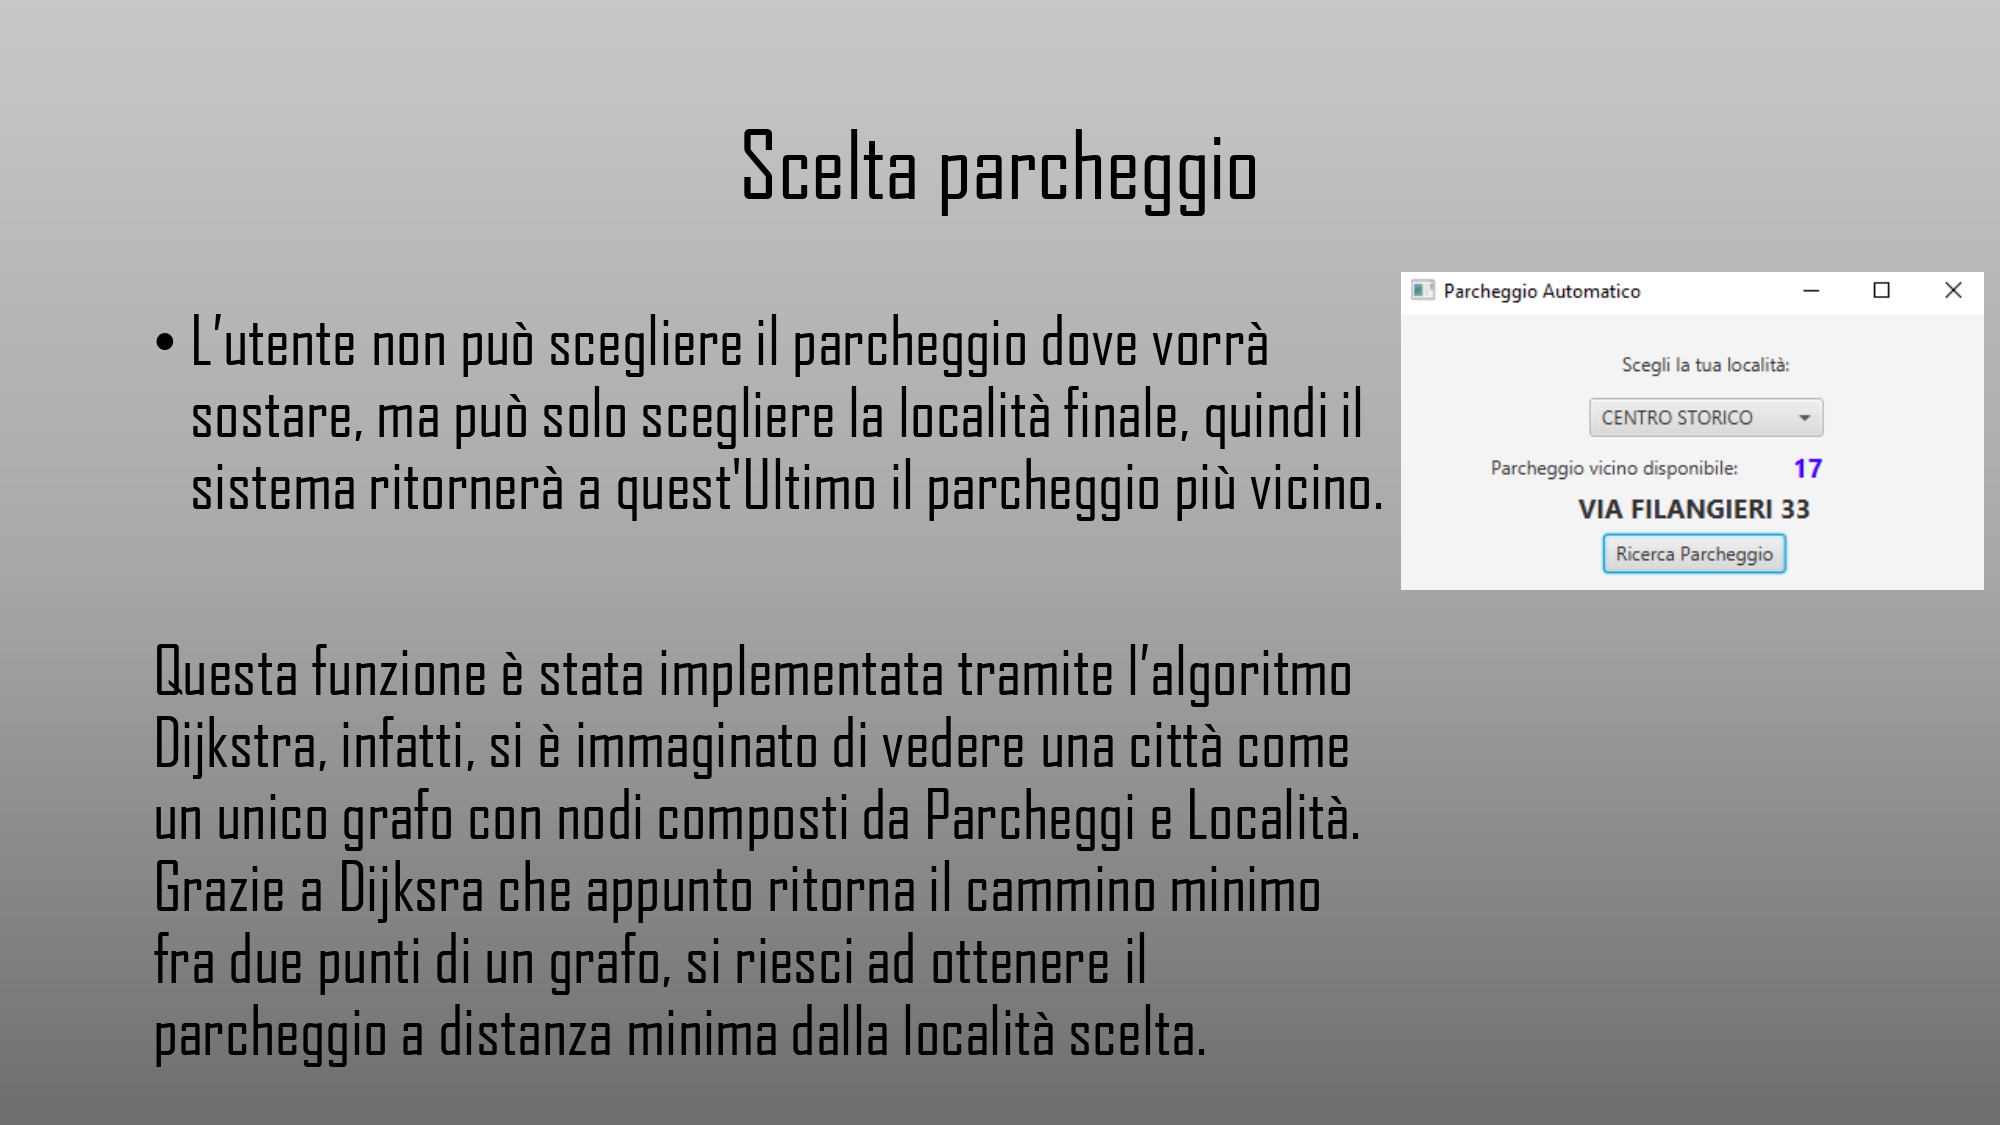 Scelta parcheggio
• L’utente non può scegliere il parcheggio dove vorrà
sostare, ma può solo scegliere la località finale, quindi il
sistema ritornerà a quest'Ultimo il parcheggio più vicino.
Parcheggio Automatico
Scegli la tua località:
CENTRO STORICO
Parcheggio vicino disponibile: 17
VIA FILANGIERI 33
Ricerca Parcheggio
Questa funzione è stata implementata tramite l’algoritmo
Dijkstra, infatti, si è immaginato di vedere una città come
un unico grafo con nodi composti da Parcheggi e Località.
Grazie a Dijksra che appunto ritorna il cammino minimo
fra due punti di un grafo, si riesci ad ottenere il
parcheggio a distanza minima dalla località scelta.